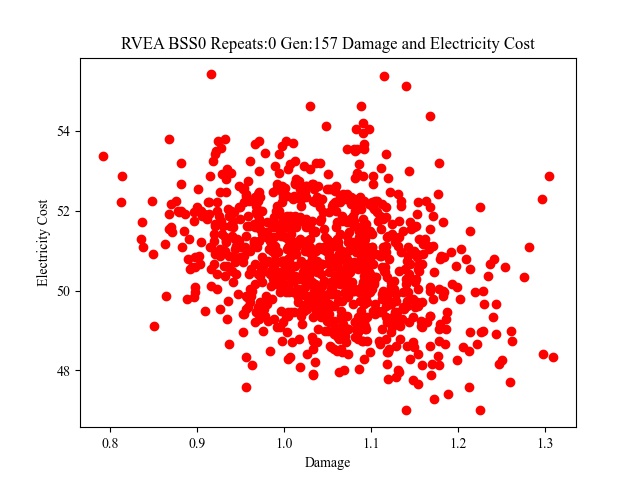 RVEA BSS0 Repeats:0 Gen:157 Damage and Electricity Cost
54
52
50
48
Electricity Cost
0.8 0.9 1.0 1.1 1.2 1.3
Damage